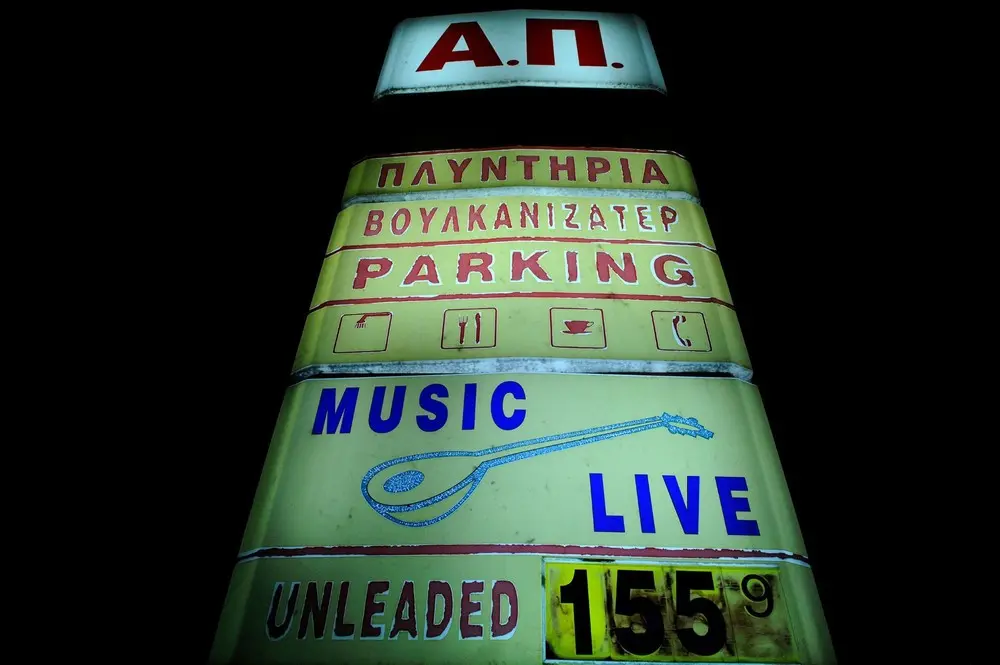 Α.Π.
ΠΛΥΝΤΗΡΙΑ
ΒΟΥΛΚΑΝΙΖΑΤΕΡ
PARKING
MUSIC
LIVE
UNLEADED 1559